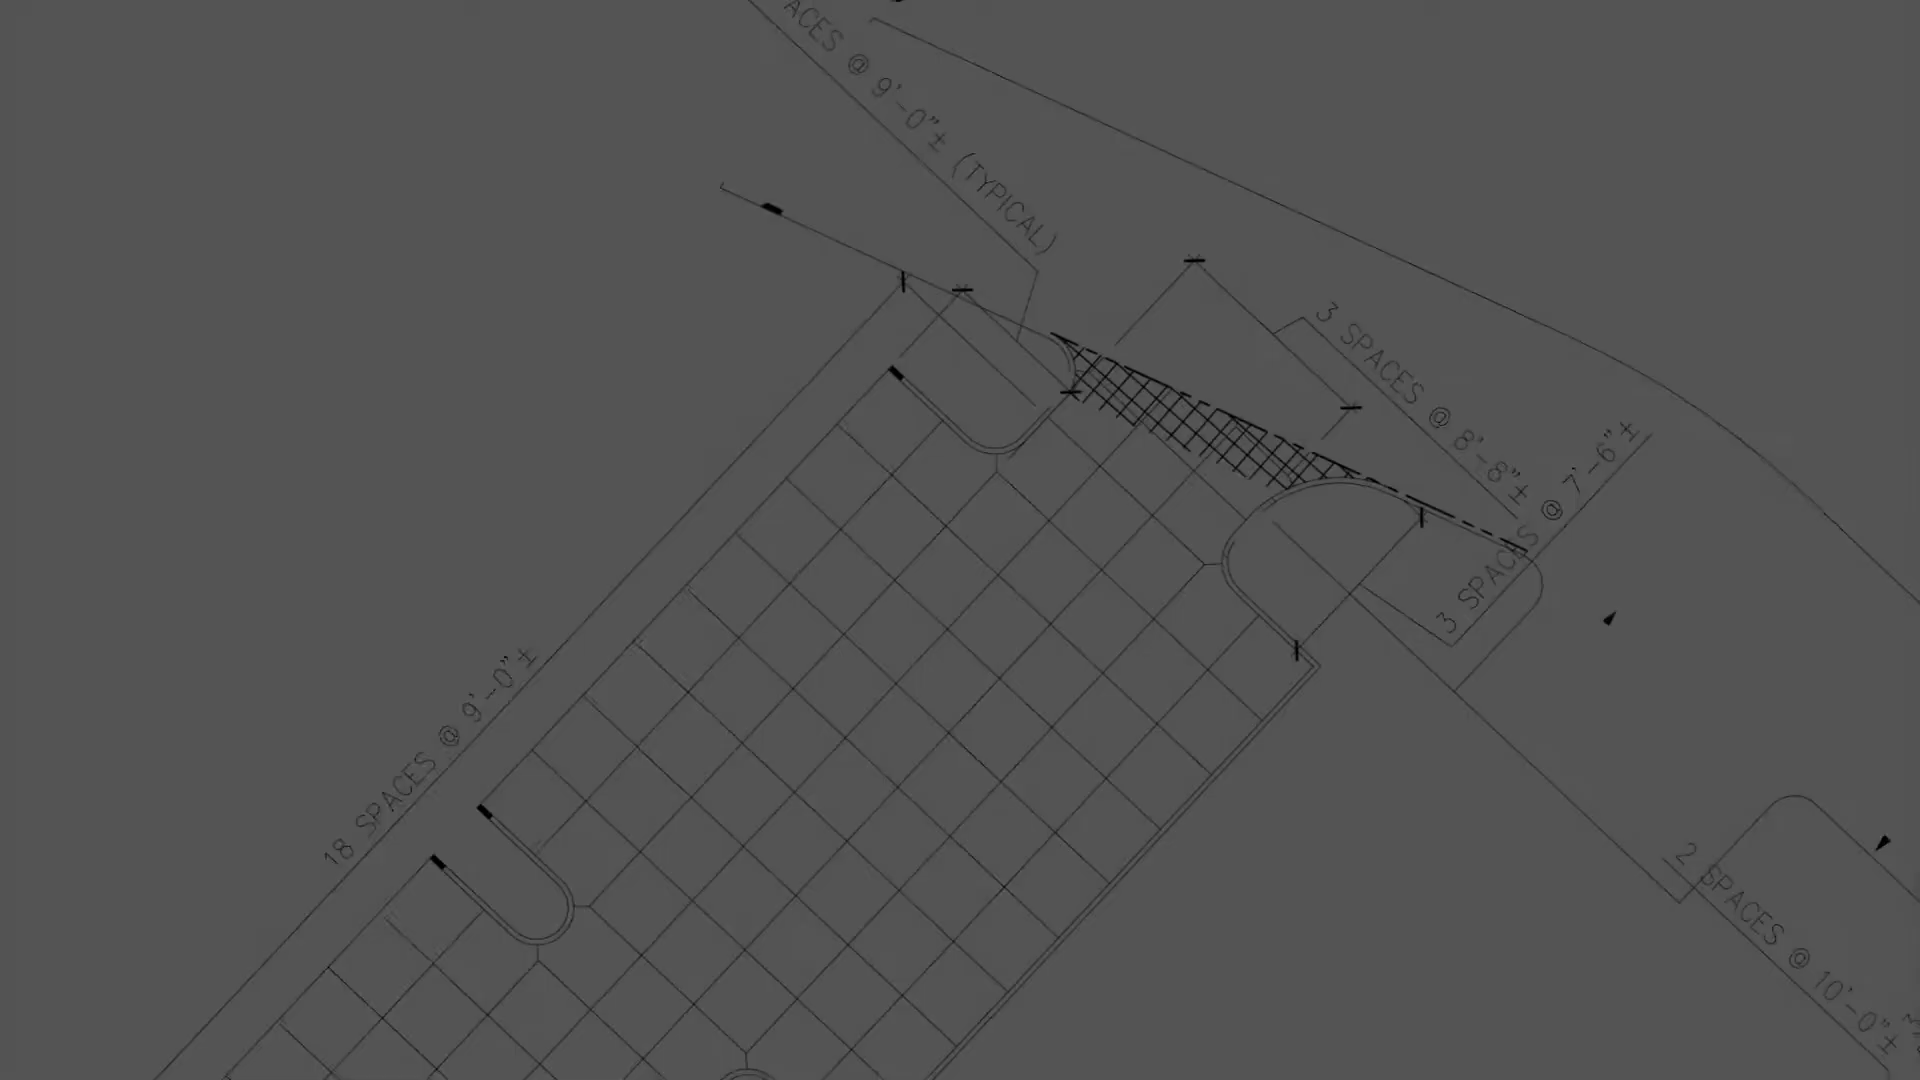 ACES @ 9'-0"± (TYPICAL)
3 SPACES @ 8'-8"±
3 SPACES @ 7'-6"±
18 SPACES @ 9'-0"±
2 SPACES @ 10'-0"±